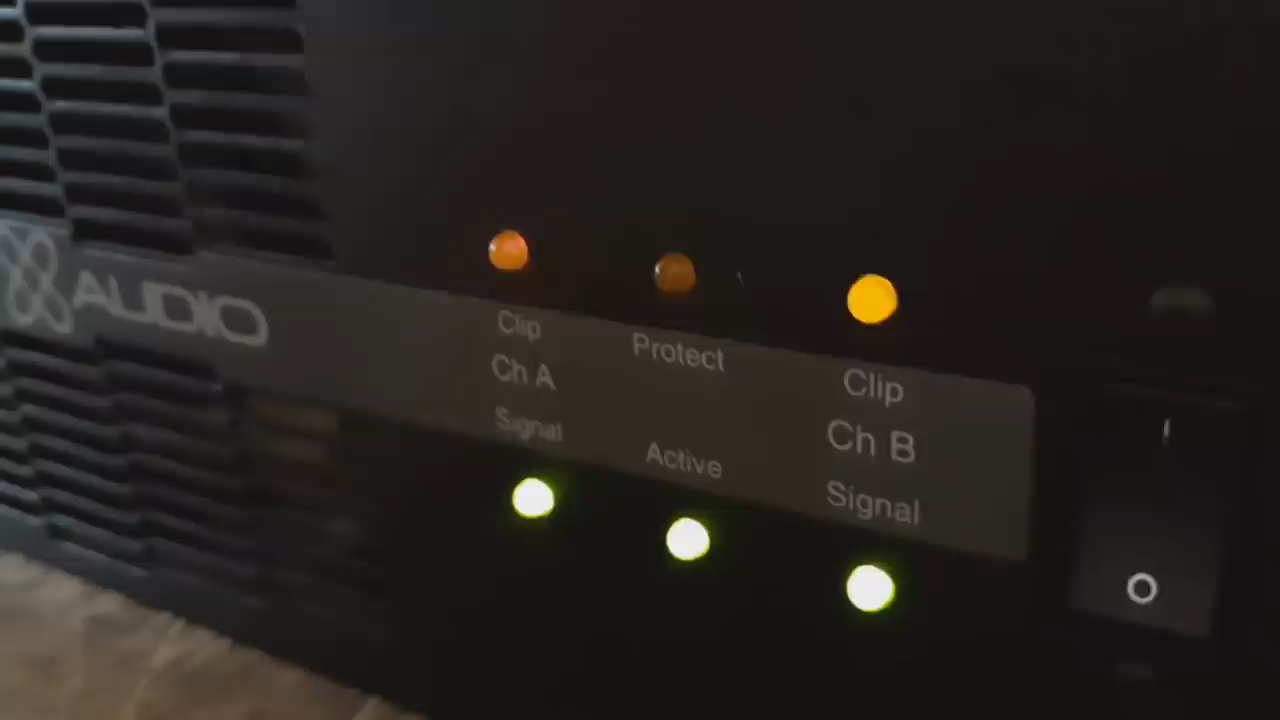 AUDIO
Clip
Protect
Clip
Ch A
Ch B
Signal
Active
Signal
I
O